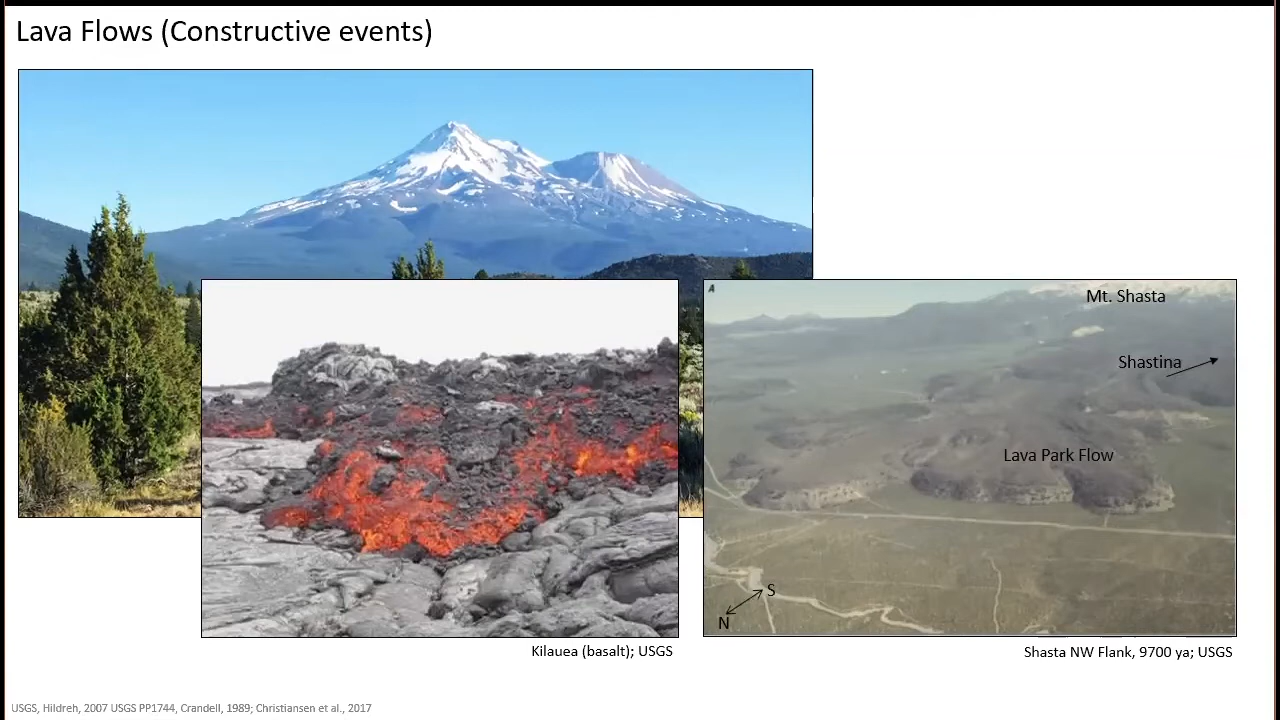 Lava Flows (Constructive events)
A
Mt. Shasta
Shastina
Lava Park Flow
S
N
Kilauea (basalt); USGS
Shasta NW Flank, 9700 ya; USGS
USGS, Hildreh, 2007 USGS PP1744, Crandell, 1989; Christiansen et al., 2017